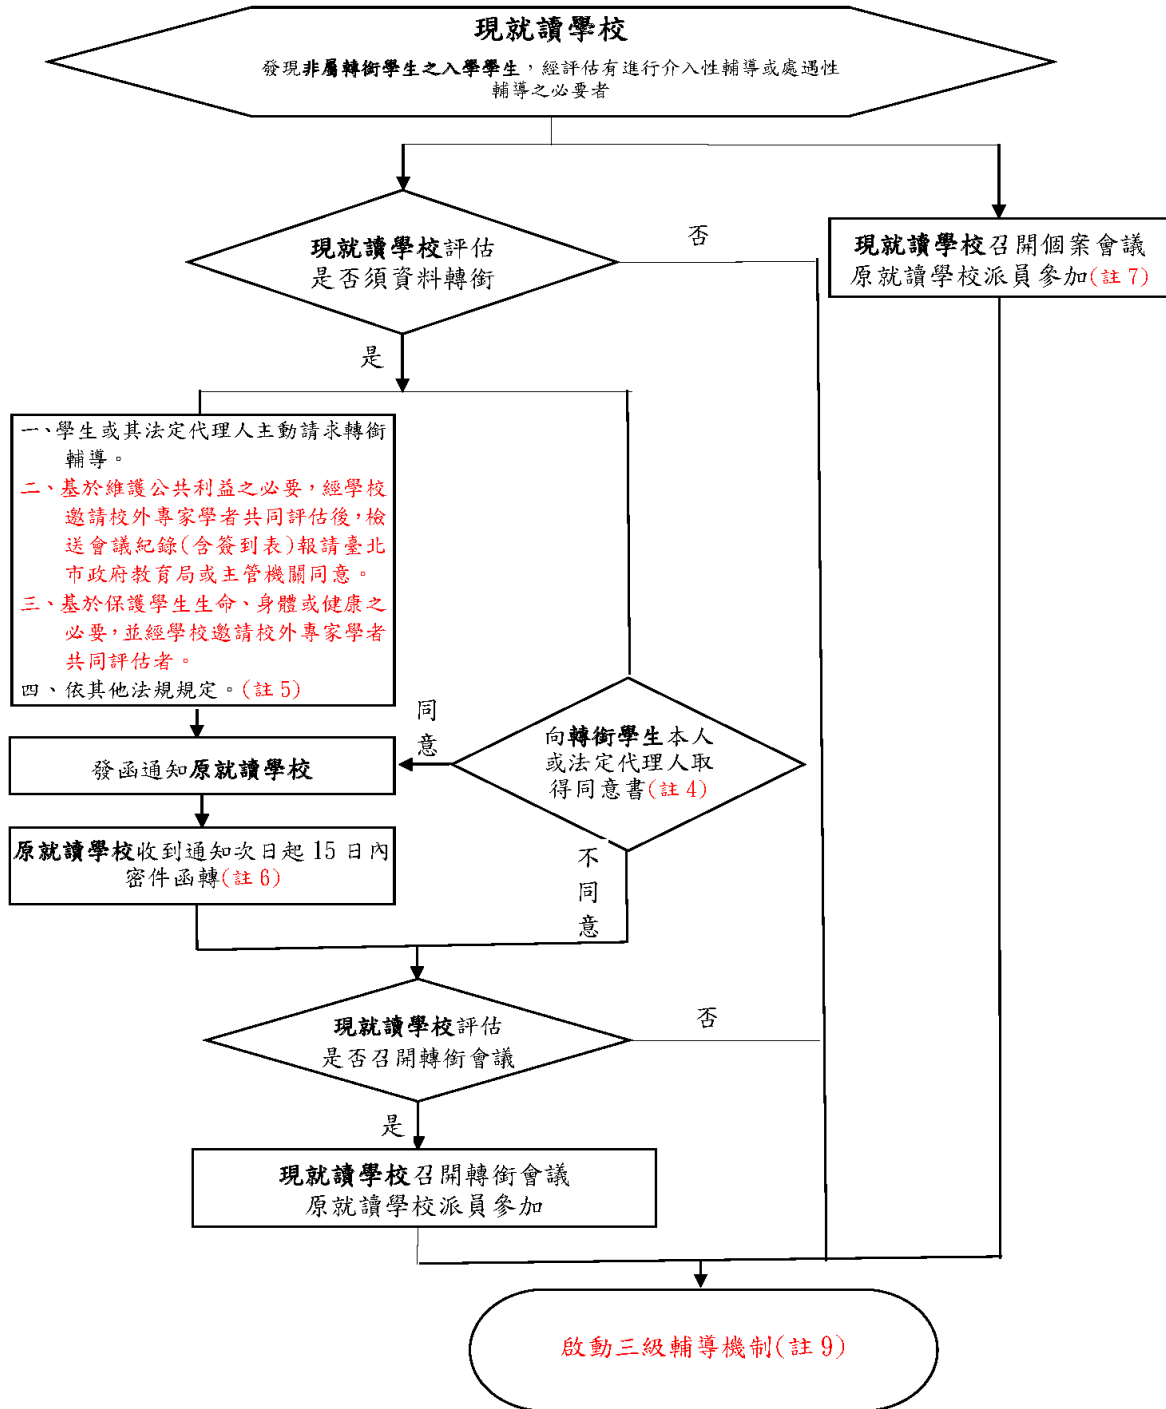 現就讀學校
發現非屬轉銜學生之入學學生，經評估有進行介入性輔導或處遇性
輔導之必要者
現就讀學校評估
是否須資料轉銜
否
現就讀學校召開個案會議
原就讀學校派員參加(註 7)
是
一、學生或其法定代理人主動請求轉銜
輔導。
二、基於維護公共利益之必要，經學校
邀請校外專家學者共同評估後，檢
送會議紀錄(含簽到表)報請臺北
市政府教育局或主管機關同意。
三、基於保護學生生命、身體或健康之
必要，並經學校邀請校外專家學者
共同評估者。
四、依其他法規規定。(註 5)
同
意
向轉銜學生本人
或法定代理人取
得同意書(註 4)
發函通知原就讀學校
原就讀學校收到通知次日起 15 日內
密件函轉(註 6)
不
同
意
現就讀學校評估
是否召開轉銜會議
否
是
現就讀學校召開轉銜會議
原就讀學校派員參加
啟動三級輔導機制(註 9)